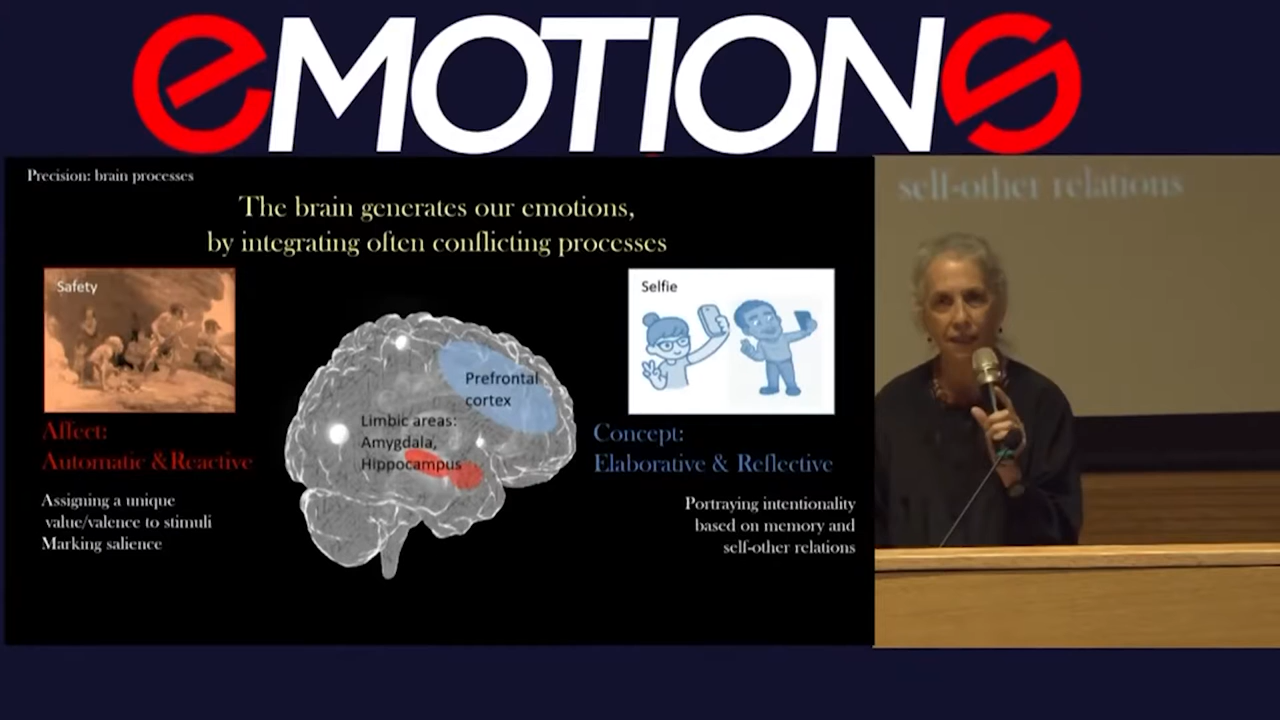 eMOTIONS
Precision: brain processes
The brain generates our emotions,
by integrating often conflicting processes
Safety
Selfie
Prefrontal
cortex
Limbic areas:
Amygdala,
Hippocampus
Affect:
Automatic & Reactive
Assigning a unique
value/valence to stimuli
Marking salience
Concept:
Elaborative & Reflective
Portraying intentionality
based on memory and
self-other relations
self-other relations